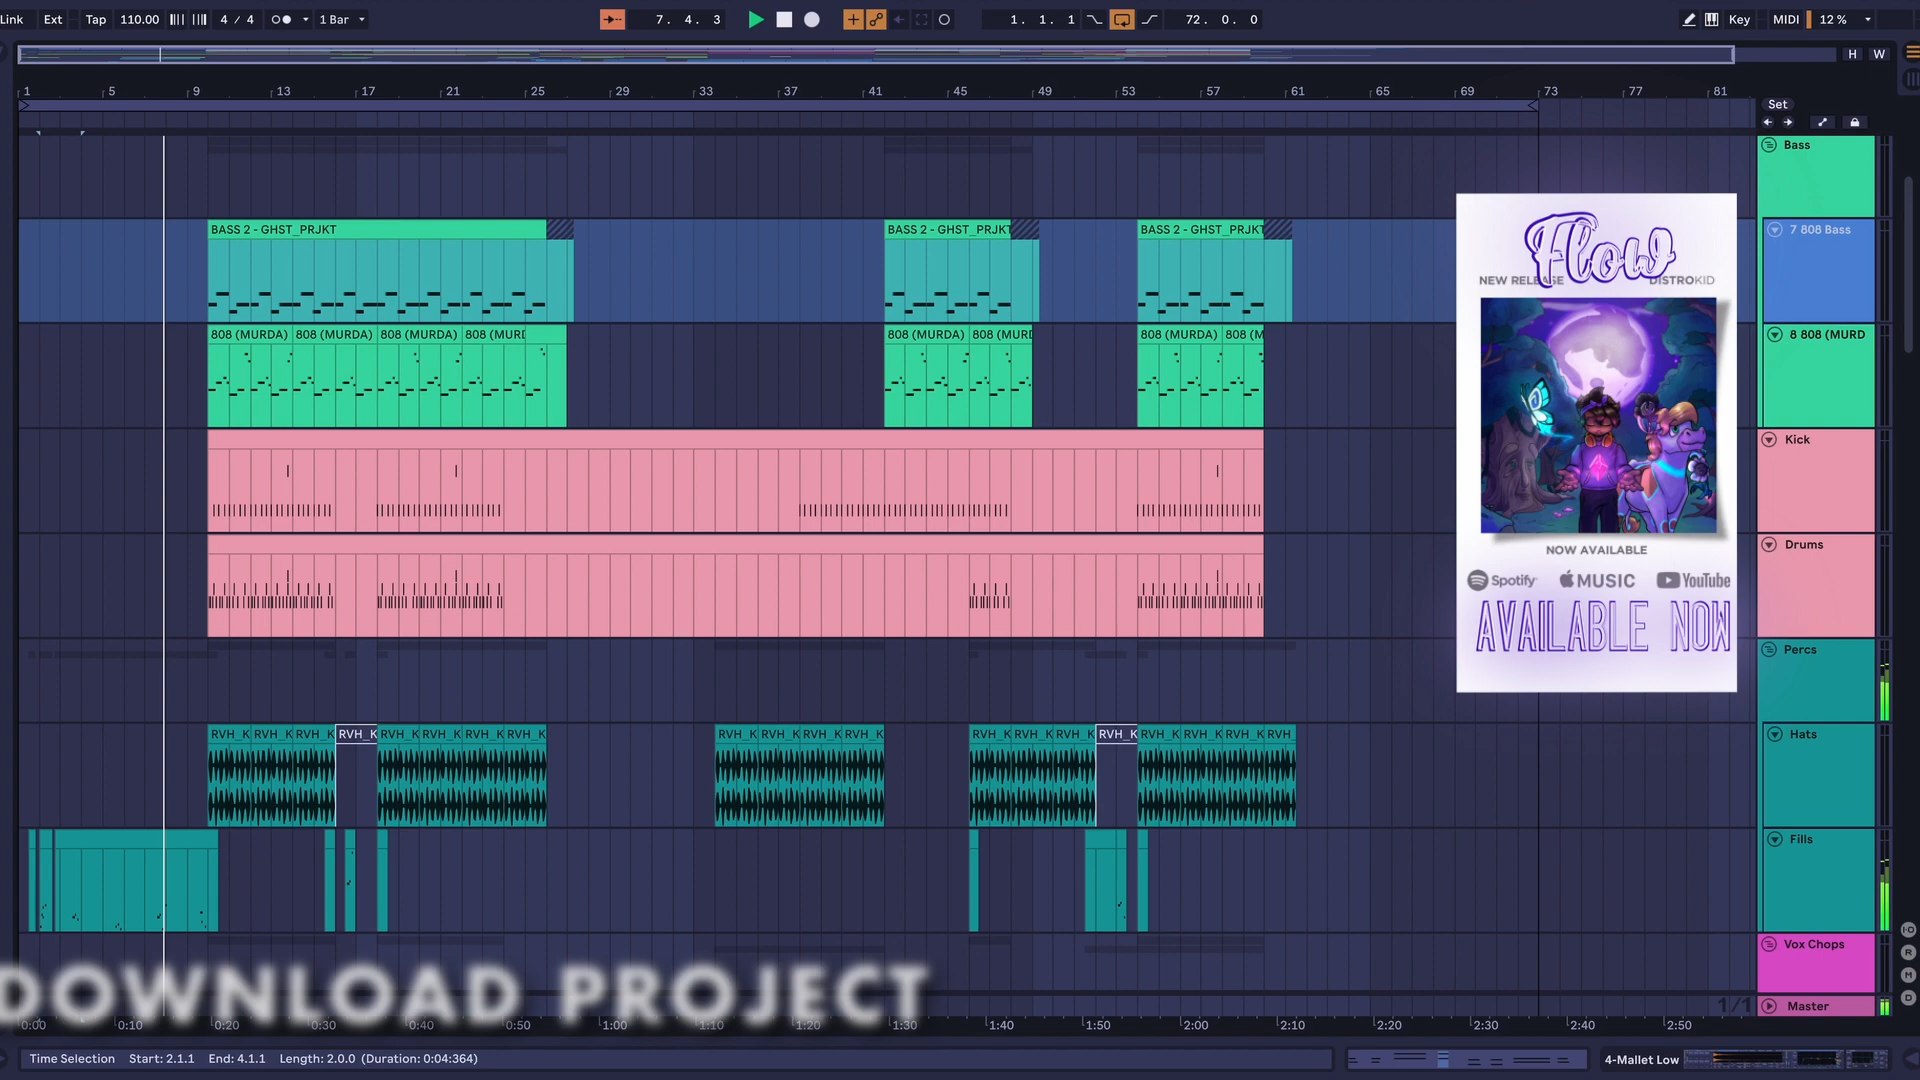 Link Ext Tap 110.00 4 / 4 1 Bar 7. 4. 3 1. 1. 1 72. 0. 0 Key MIDI 12 %
H W
1 5 9 13 17 21 25 29 33 37 41 45 49 53 57 61 65 69 73 77 81
Set
Bass
BASS 2 - GHST_PRJKT BASS 2 - GHST_PRJKT BASS 2 - GHST_PRJKT 7 808 Bass
808 (MURDA) 808 (MURDA) 808 (MURDA) 808 (MURD 808 (MURDA) 808 (MURD 808 (MURDA) 808 (M 8 808 (MURD
Kick
Drums
Percs
RVH_K RVH_K RVH_K RVH_K RVH_K RVH_K RVH_K RVH_K RVH_K RVH_K RVH_K RVH_K RVH_K RVH_K RVH_K RVH_K RVH_K RVH_K RVH_K RVH_ Hats
Fills
Vox Chops
1/1 Master
0:00 0:10 0:20 0:30 0:40 0:50 1:00 1:10 1:20 1:30 1:40 1:50 2:00 2:10 2:20 2:30 2:40 2:50
Time Selection Start: 2.1.1 End: 4.1.1 Length: 2.0.0 (Duration: 0:04:364) 4-Mallet Low
I·O
R
M
D
Flow
NEW RELEASE DISTROKID
NOW AVAILABLE
Spotify MUSIC YouTube
AVAILABLE NOW
DOWNLOAD PROJECT